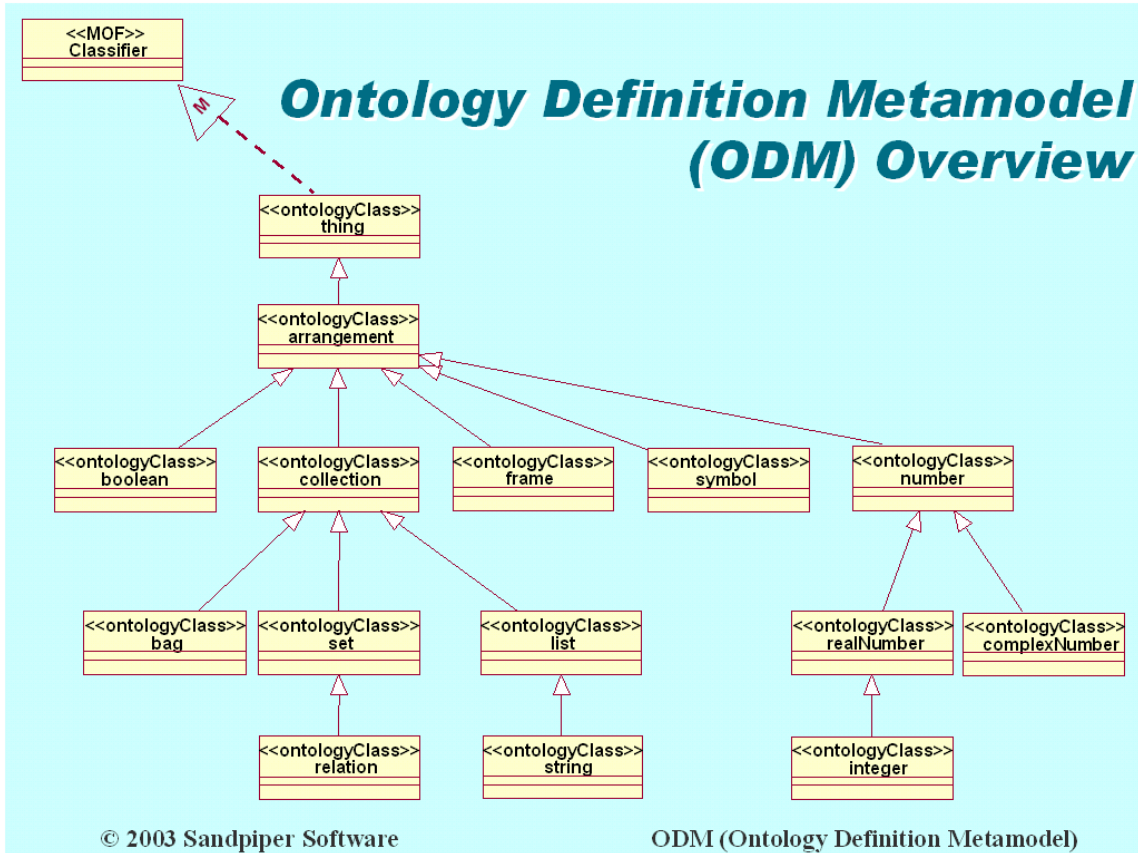 <<MOF>>
Classifier
M
Ontology Definition Metamodel
(ODM) Overview
<<ontologyClass>>
thing
<<ontologyClass>>
arrangement
<<ontologyClass>>
boolean
<<ontologyClass>>
collection
<<ontologyClass>>
frame
<<ontologyClass>>
symbol
<<ontologyClass>>
number
<<ontologyClass>>
bag
<<ontologyClass>>
set
<<ontologyClass>>
list
<<ontologyClass>>
realNumber
<<ontologyClass>>
complexNumber
<<ontologyClass>>
relation
<<ontologyClass>>
string
<<ontologyClass>>
integer
© 2003 Sandpiper Software
ODM (Ontology Definition Metamodel)